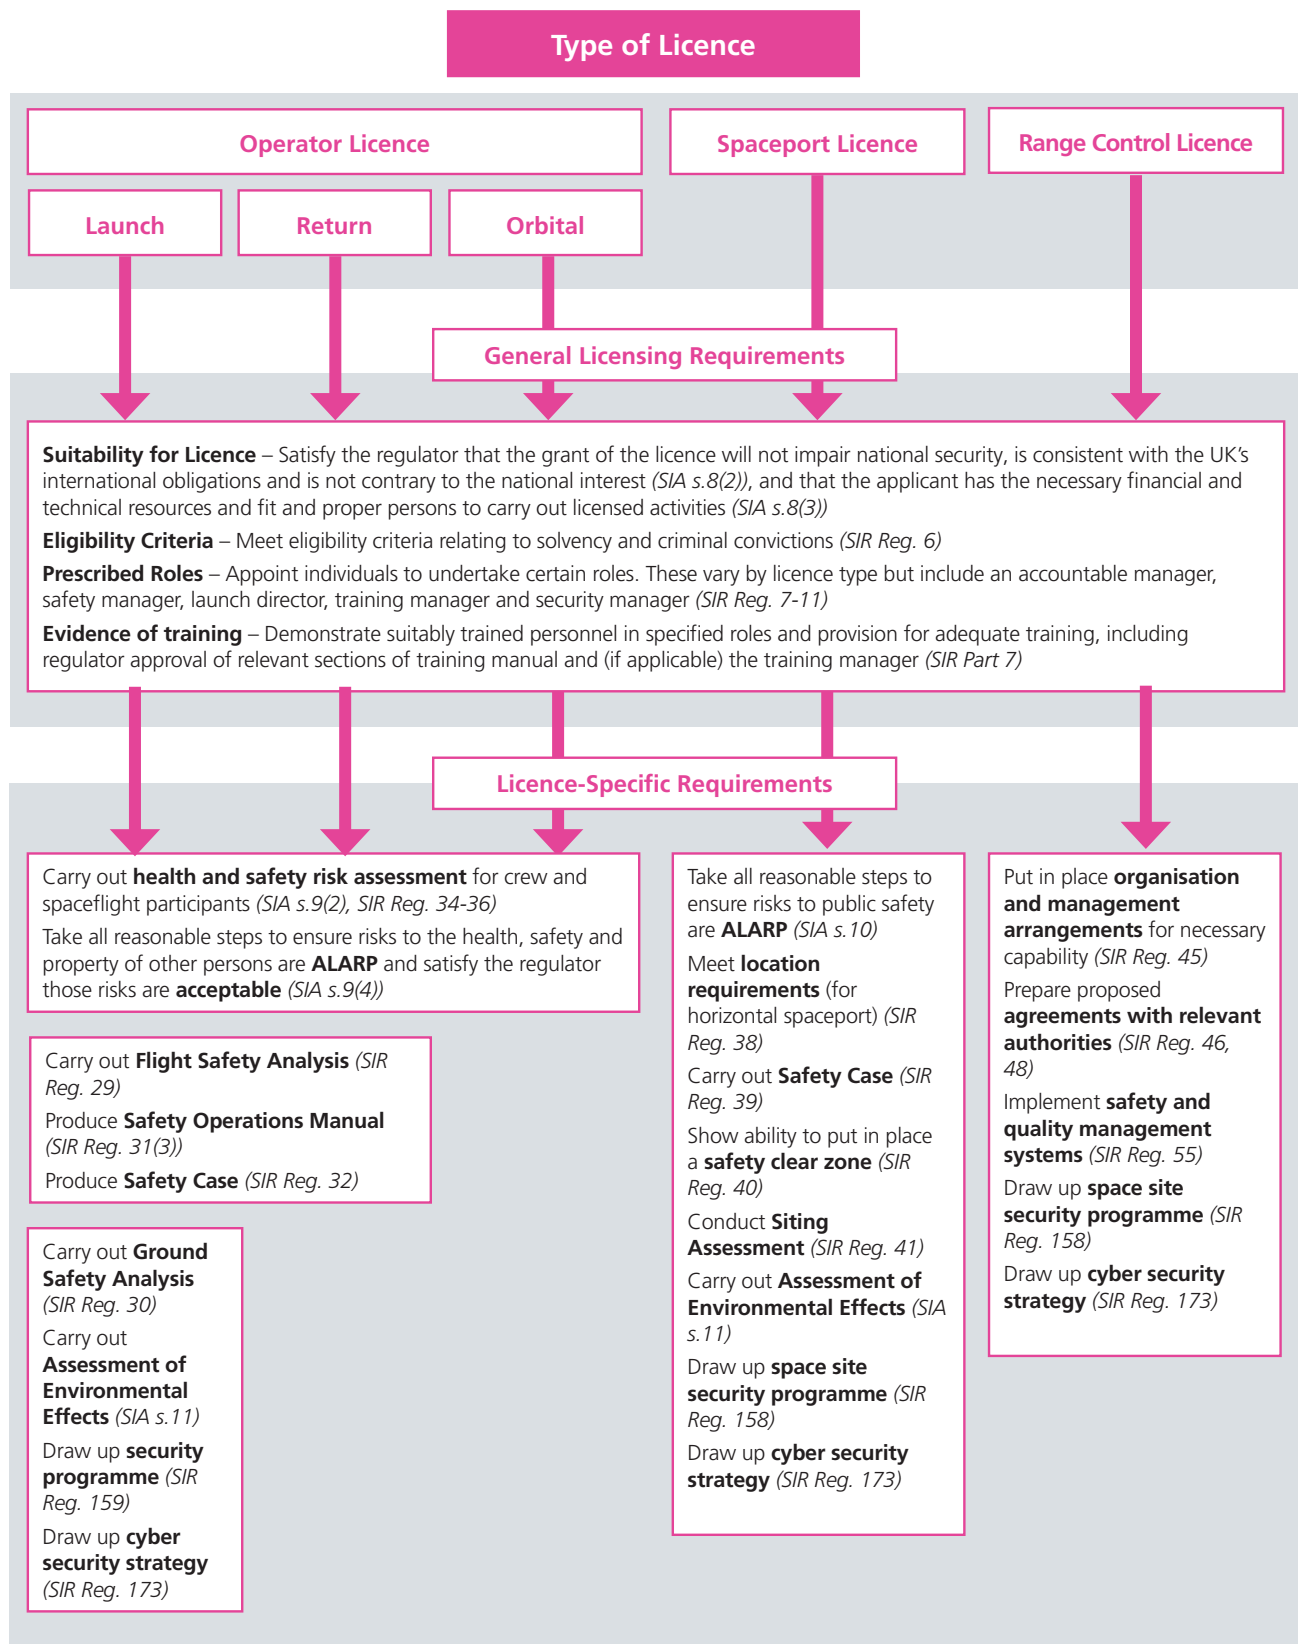 Type of Licence
Operator Licence
Spaceport Licence
Range Control Licence
Launch
Return
Orbital
General Licensing Requirements
Suitability for Licence – Satisfy the regulator that the grant of the licence will not impair national security, is consistent with the UK's
international obligations and is not contrary to the national interest (SIA s.8(2)), and that the applicant has the necessary financial and
technical resources and fit and proper persons to carry out licensed activities (SIA s.8(3))
Eligibility Criteria – Meet eligibility criteria relating to solvency and criminal convictions (SIR Reg. 6)
Prescribed Roles – Appoint individuals to undertake certain roles. These vary by licence type but include an accountable manager,
safety manager, launch director, training manager and security manager (SIR Reg. 7-11)
Evidence of training – Demonstrate suitably trained personnel in specified roles and provision for adequate training, including
regulator approval of relevant sections of training manual and (if applicable) the training manager (SIR Part 7)
Licence-Specific Requirements
Carry out health and safety risk assessment for crew and
spaceflight participants (SIA s.9(2), SIR Reg. 34-36)
Take all reasonable steps to ensure risks to the health, safety and
property of other persons are ALARP and satisfy the regulator
those risks are acceptable (SIA s.9(4))
Carry out Flight Safety Analysis (SIR
Reg. 29)
Produce Safety Operations Manual
(SIR Reg. 31(3))
Produce Safety Case (SIR Reg. 32)
Carry out Ground
Safety Analysis
(SIR Reg. 30)
Carry out
Assessment of
Environmental
Effects (SIA s.11)
Draw up security
programme (SIR
Reg. 159)
Draw up cyber
security strategy
(SIR Reg. 173)
Take all reasonable steps to
ensure risks to public safety
are ALARP (SIA s.10)
Meet location
requirements (for
horizontal spaceport) (SIR
Reg. 38)
Carry out Safety Case (SIR
Reg. 39)
Show ability to put in place
a safety clear zone (SIR
Reg. 40)
Conduct Siting
Assessment (SIR Reg. 41)
Carry out Assessment of
Environmental Effects (SIA
s.11)
Draw up space site
security programme (SIR
Reg. 158)
Draw up cyber security
strategy (SIR Reg. 173)
Put in place organisation
and management
arrangements for necessary
capability (SIR Reg. 45)
Prepare proposed
agreements with relevant
authorities (SIR Reg. 46,
48)
Implement safety and
quality management
systems (SIR Reg. 55)
Draw up space site
security programme (SIR
Reg. 158)
Draw up cyber security
strategy (SIR Reg. 173)